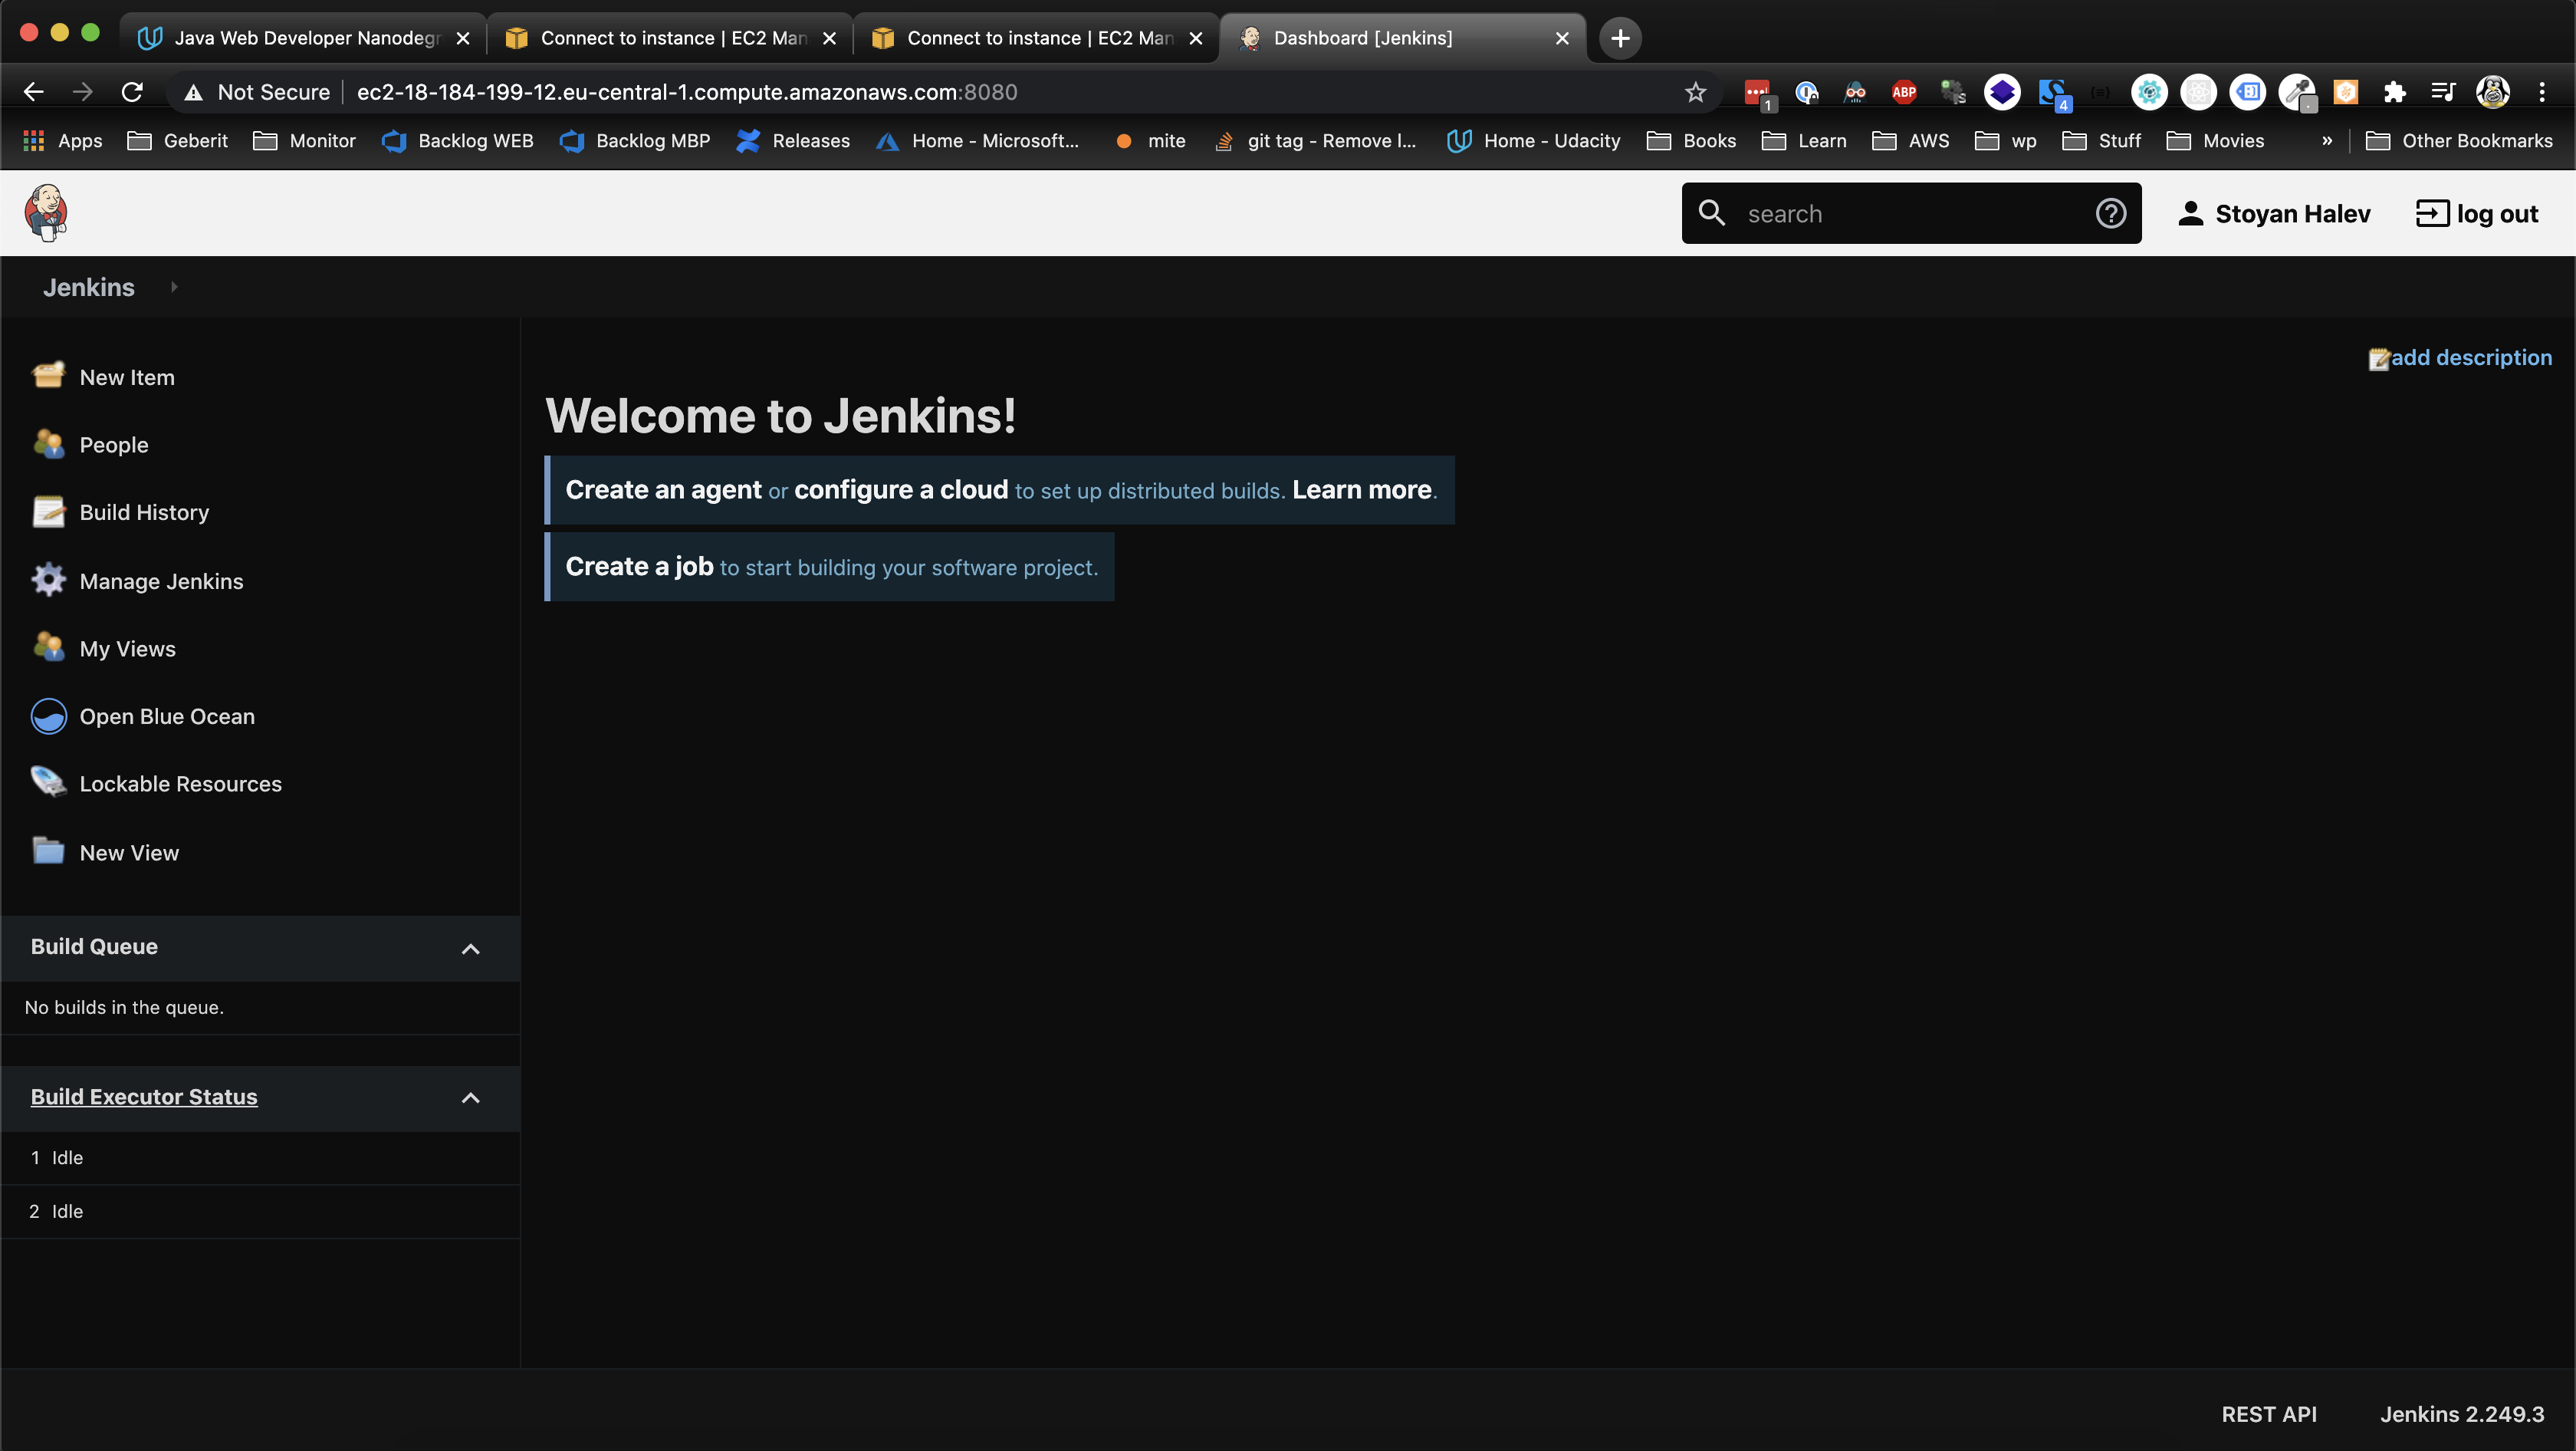 Java Web Developer Nanodegr
Connect to instance | EC2 Man
Connect to instance | EC2 Man
Dashboard [Jenkins]
Not Secure
ec2-18-184-199-12.eu-central-1.compute.amazonaws.com:8080
1
ABP
4
Apps
Geberit
Monitor
Backlog WEB
Backlog MBP
Releases
Home - Microsoft...
mite
git tag - Remove l...
Home - Udacity
Books
Learn
AWS
wp
Stuff
Movies
»
Other Bookmarks
search
Stoyan Halev
log out
Jenkins
add description
New Item
People
Build History
Manage Jenkins
My Views
Open Blue Ocean
Lockable Resources
New View
Welcome to Jenkins!
Create an agent or configure a cloud to set up distributed builds. Learn more.
Create a job to start building your software project.
Build Queue
No builds in the queue.
Build Executor Status
1 Idle
2 Idle
REST API
Jenkins 2.249.3